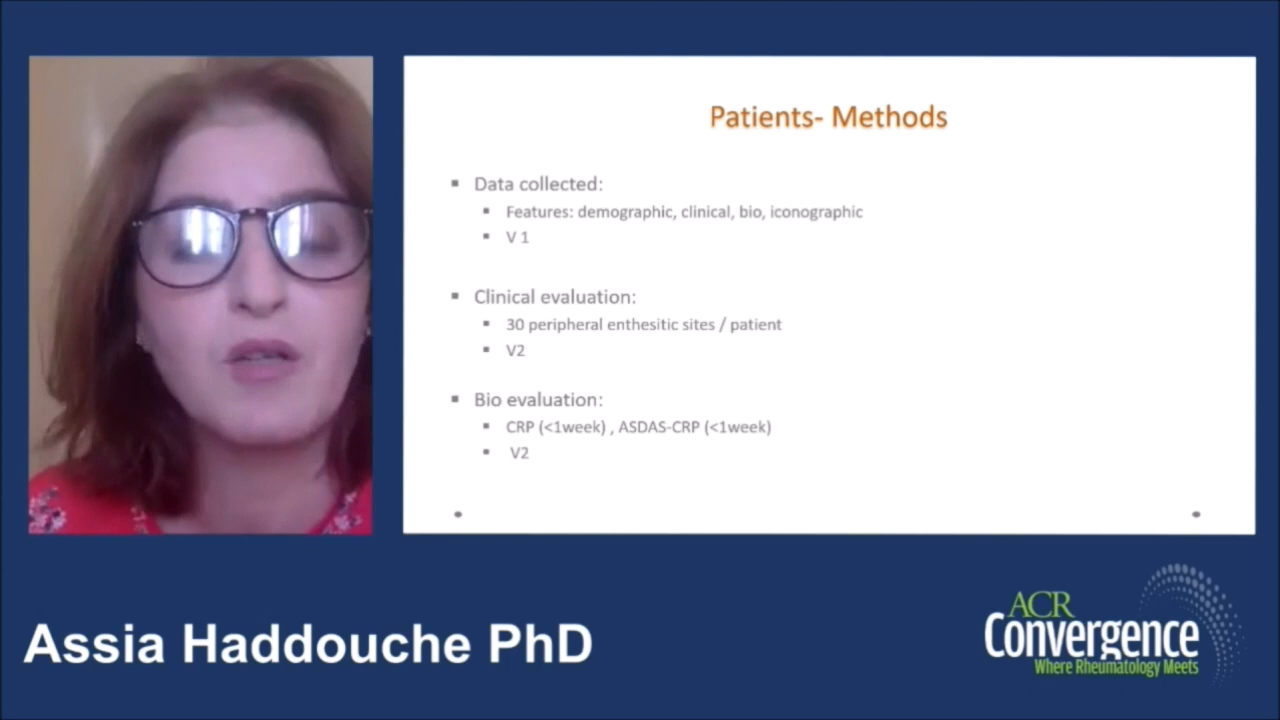 Patients- Methods
Data collected:
Features: demographic, clinical, bio, iconographic
V 1
Clinical evaluation:
30 peripheral enthesitic sites / patient
V2
Bio evaluation:
CRP (<1week) , ASDAS-CRP (<1week)
V2
Assia Haddouche PhD
ACR
Convergence
Where Rheumatology Meets